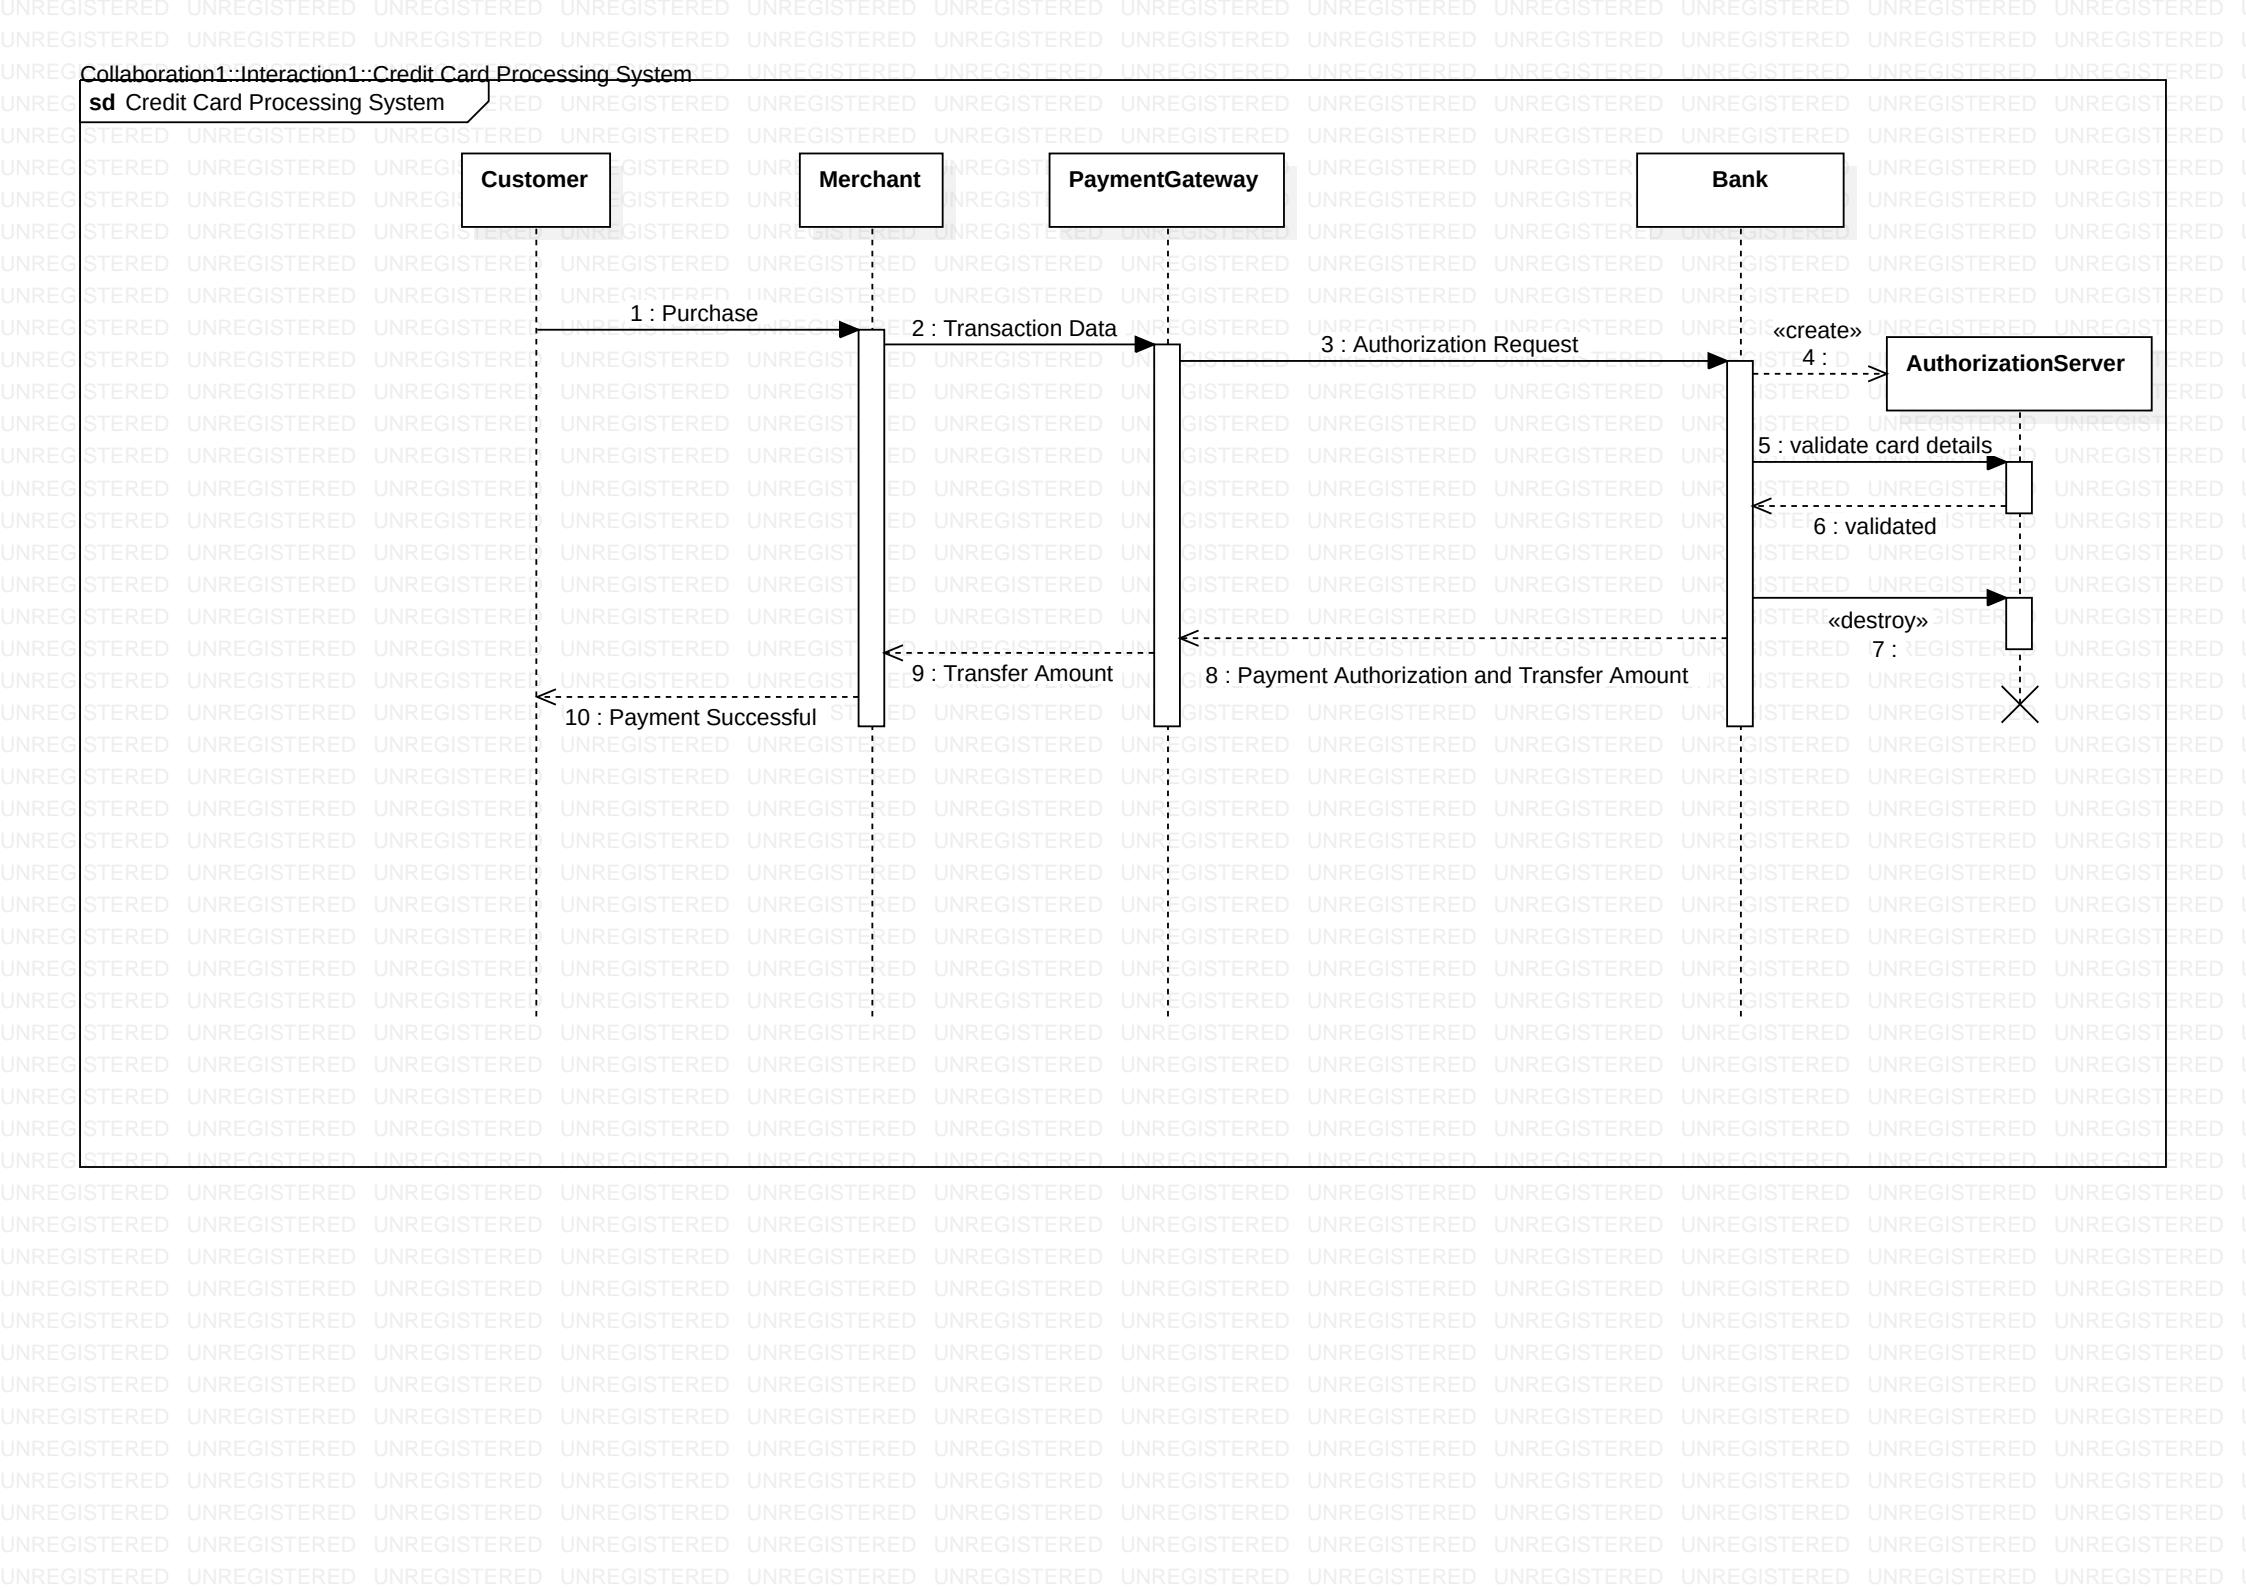 Collaboration1::Interaction1::Credit Card Processing System
sd Credit Card Processing System
Customer
Merchant
PaymentGateway
Bank
1 : Purchase
2 : Transaction Data
3 : Authorization Request
«create»
4 :
AuthorizationServer
5 : validate card details
6 : validated
«destroy»
7 :
8 : Payment Authorization and Transfer Amount
9 : Transfer Amount
10 : Payment Successful
UNREGISTERED